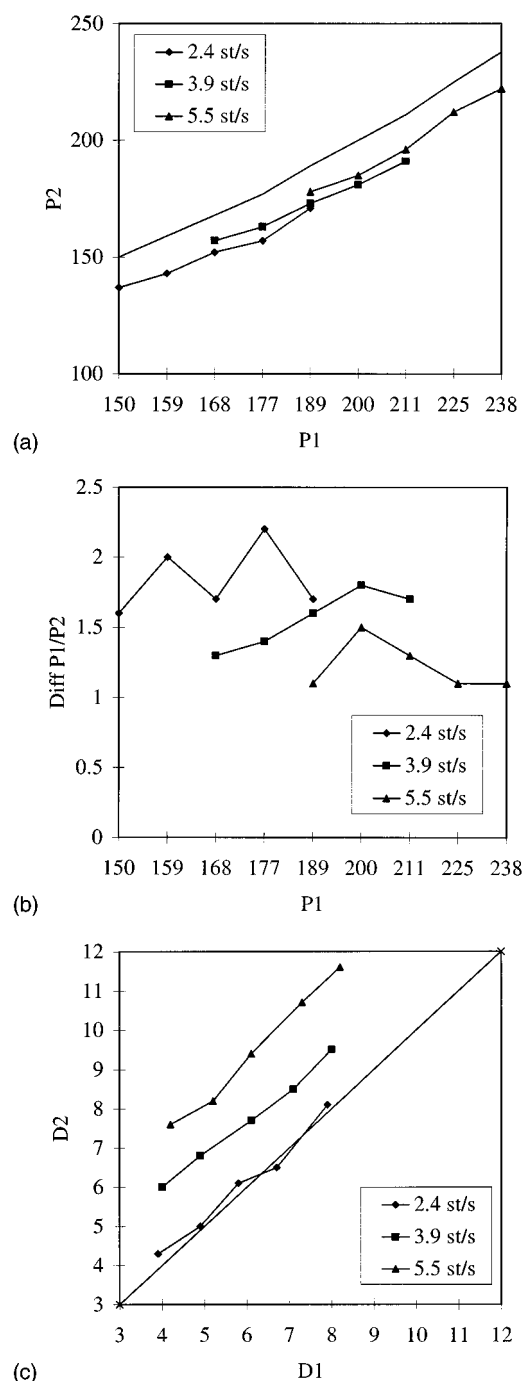 250
200
150
100
P2
2.4 st/s
3.9 st/s
5.5 st/s
150 159 168 177 189 200 211 225 238
P1
(a)
2.5
2
1.5
1
0.5
0
Diff P1/P2
2.4 st/s
3.9 st/s
5.5 st/s
150 159 168 177 189 200 211 225 238
P1
(b)
12
11
10
9
8
7
6
5
4
3
D2
2.4 st/s
3.9 st/s
5.5 st/s
3 4 5 6 7 8 9 10 11 12
D1
(c)